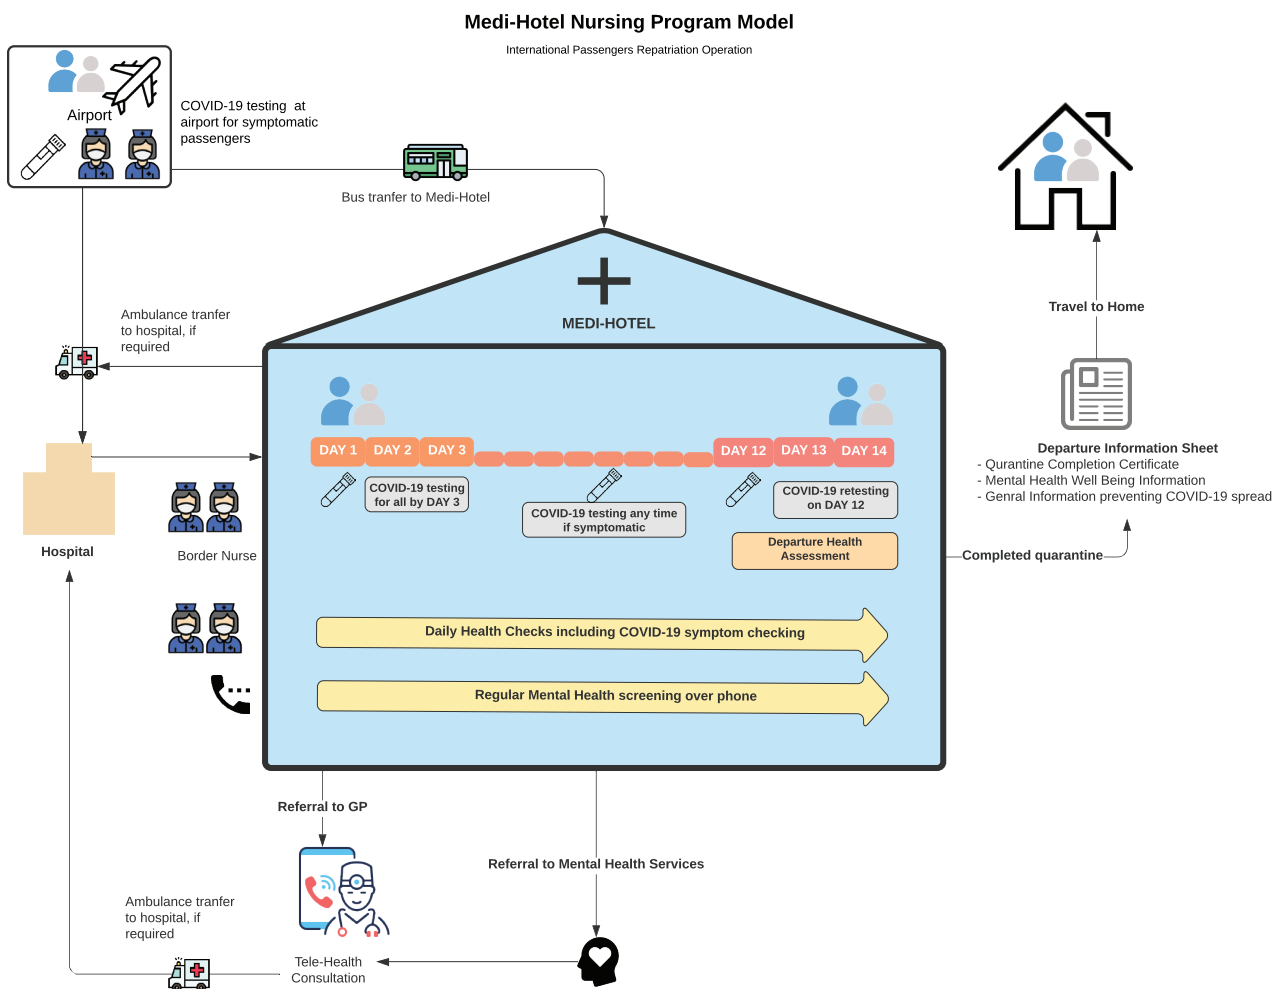 Medi-Hotel Nursing Program Model
International Passengers Repatriation Operation
Airport
COVID-19 testing at
airport for symptomatic
passengers
Bus tranfer to Medi-Hotel
MEDI-HOTEL
Ambulance tranfer
to hospital, if
required
Travel to Home
DAY 1
DAY 2
DAY 3
DAY 12
DAY 13
DAY 14
COVID-19 testing
for all by DAY 3
COVID-19 testing any time
if symptomatic
COVID-19 retesting
on DAY 12
Departure Health
Assessment
Departure Information Sheet
- Qurantine Completion Certificate
- Mental Health Well Being Information
- Genral Information preventing COVID-19 spread
Completed quarantine
Hospital
Border Nurse
Daily Health Checks including COVID-19 symptom checking
Regular Mental Health screening over phone
Referral to GP
Referral to Mental Health Services
Ambulance tranfer
to hospital, if
required
Tele-Health
Consultation